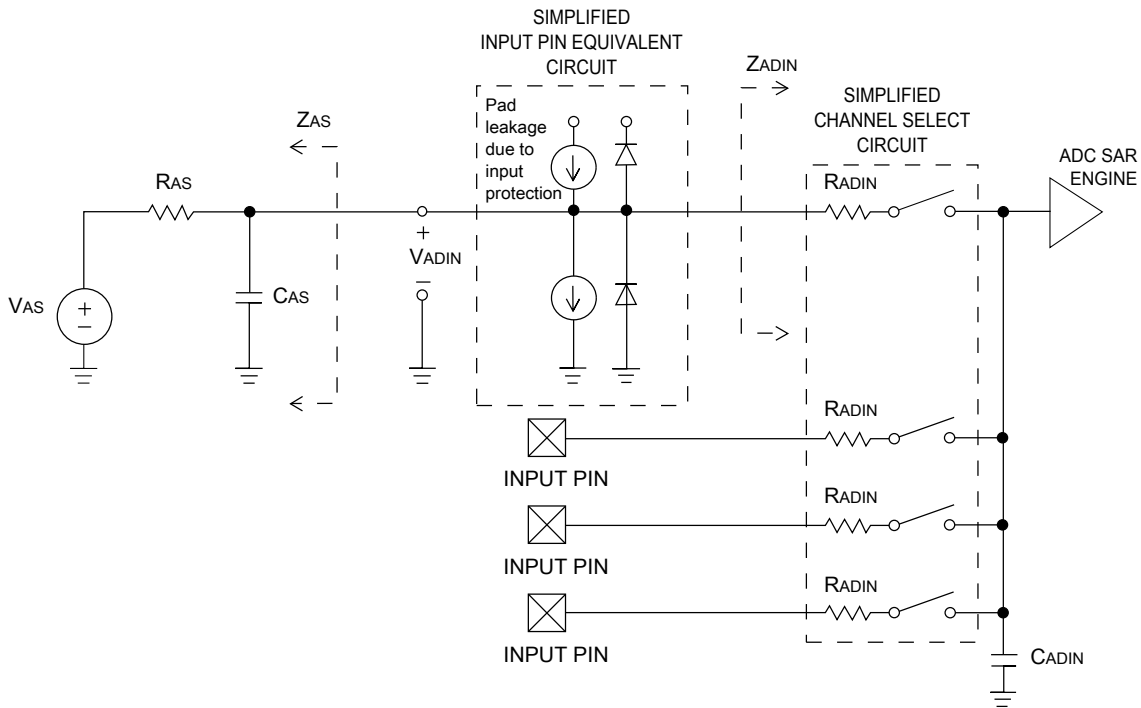 SIMPLIFIED
INPUT PIN EQUIVALENT
CIRCUIT
Pad
leakage
due to
input
protection
ZAS
RAS
VAS
+
−
CAS
+
VADIN
−
ZADIN
SIMPLIFIED
CHANNEL SELECT
CIRCUIT
RADIN
ADC SAR
ENGINE
RADIN
INPUT PIN
RADIN
INPUT PIN
RADIN
INPUT PIN
CADIN